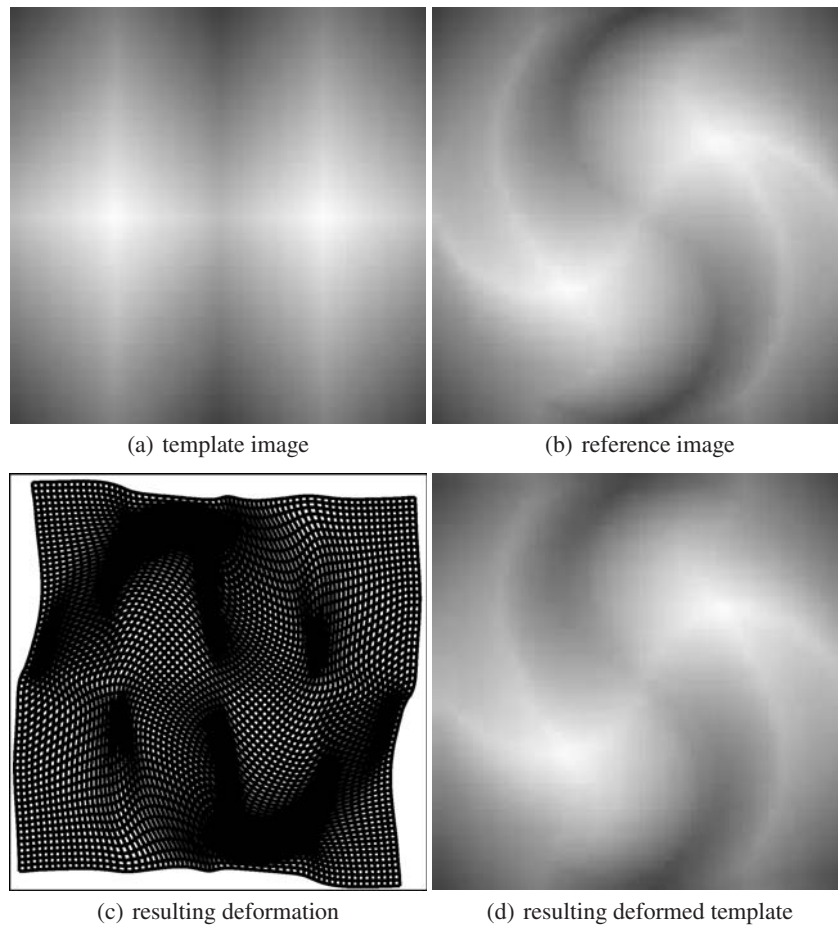 (a) template image
(b) reference image
(c) resulting deformation
(d) resulting deformed template